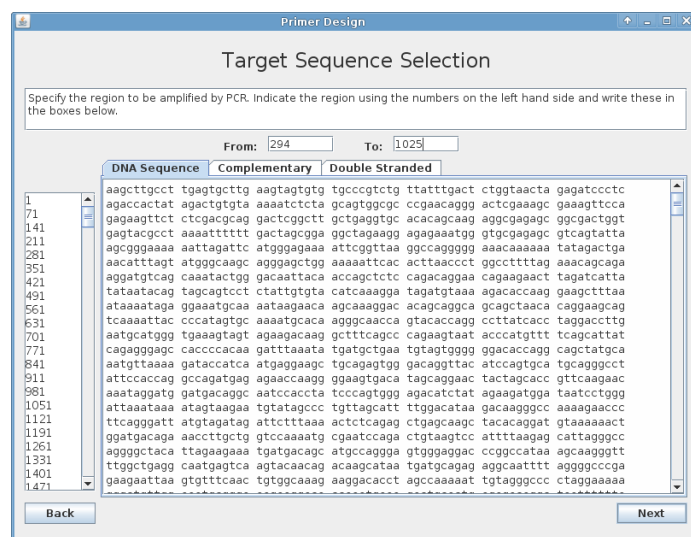 Primer Design
Target Sequence Selection
Specify the region to be amplified by PCR. Indicate the region using the numbers on the left hand side and write these in
the boxes below.
From: 294 To: 1025
DNA Sequence Complementary Double Stranded
1
71
141
211
281
351
421
491
561
631
701
771
841
911
981
1051
1121
1191
1261
1331
1401
1471
aagcttgcct tgagtgcttg aagtagtgtg tgcccgtctg ttatttgact ctggtaacta gagatccctc
agaccactat agactgtgta aaaatctcta gcagtggcgc ccgaacaggg actcgaaagc gaaagttcca
gagaagttct ctcgacgcag gactcggctt gctgaggtgc acacagcaag aggcgagagc ggcgactggt
gagtacgcct aaaatttttt gactagcgga ggctagaagg agagaaatgg gtgcgagagc gtcagtatta
agcgggaaaa aattagattc atgggagaaa attcggttaa ggccaggggg aaacaaaaaa tatagactga
aacatttagt atgggcaagc agggagctgg aaaaattcac acttaaccct ggccttttag aaacagcaga
aggatgtcag caaatactgg gacaattaca accagctctc cagacaggaa cagaagaact tagatcatta
tataatacag tagcagtcct ctattgtgta catcaaagga tagatgtaaa agacaccaag gaagctttaa
ataaaataga ggaaatgcaa aataagaaca agcaaaggac acagcaggca gcagctaaca caggaagcag
tcaaaattac cccatagtgc aaaatgcaca agggcaacca gtacaccagg ccttatcacc taggaccttg
aatgcatggg tgaaagtagt agaagacaag gctttcagcc cagaagtaat acccatgttt tcagcattat
cagagggagc caccccacaa gatttaaata tgatgctgaa tgtagtgggg ggacaccagg cagctatgca
aatgttaaaa gataccatca atgaggaagc tgcagagtgg gacaggttac atccagtgca tgcagggcct
attccaccag gccagatgag agaaccaagg ggaagtgaca tagcaggaac tactagcacc gttcaagaac
aaataggatg gatgacaggc aatccaccta tcccagtggg agacatctat agaagatgga taatcctggg
attaaataaa atagtaagaa tgtatagccc tgttagcatt ttggacataa gacaagggcc aaaagaaccc
ttcagggatt atgtagatag attctttaaa actctcagag ctgagcaagc tacacaggat gtaaaaaact
ggatgacaga aaccttgctg gtccaaaatg cgaatccaga ctgtaagtcc attttaagag cattagggcc
aggggctaca ttagaagaaa tgatgacagc atgccaggga gtgggaggac ccggccataa agcaagggtt
ttggctgagg caatgagtca agtacaacag acaagcataa tgatgcagag aggcaatttt aggggcccga
gaagaattaa gtgtttcaac tgtggcaaag aaggacacct agccaaaaat tgtagggccc ctaggaaaaa
Back Next